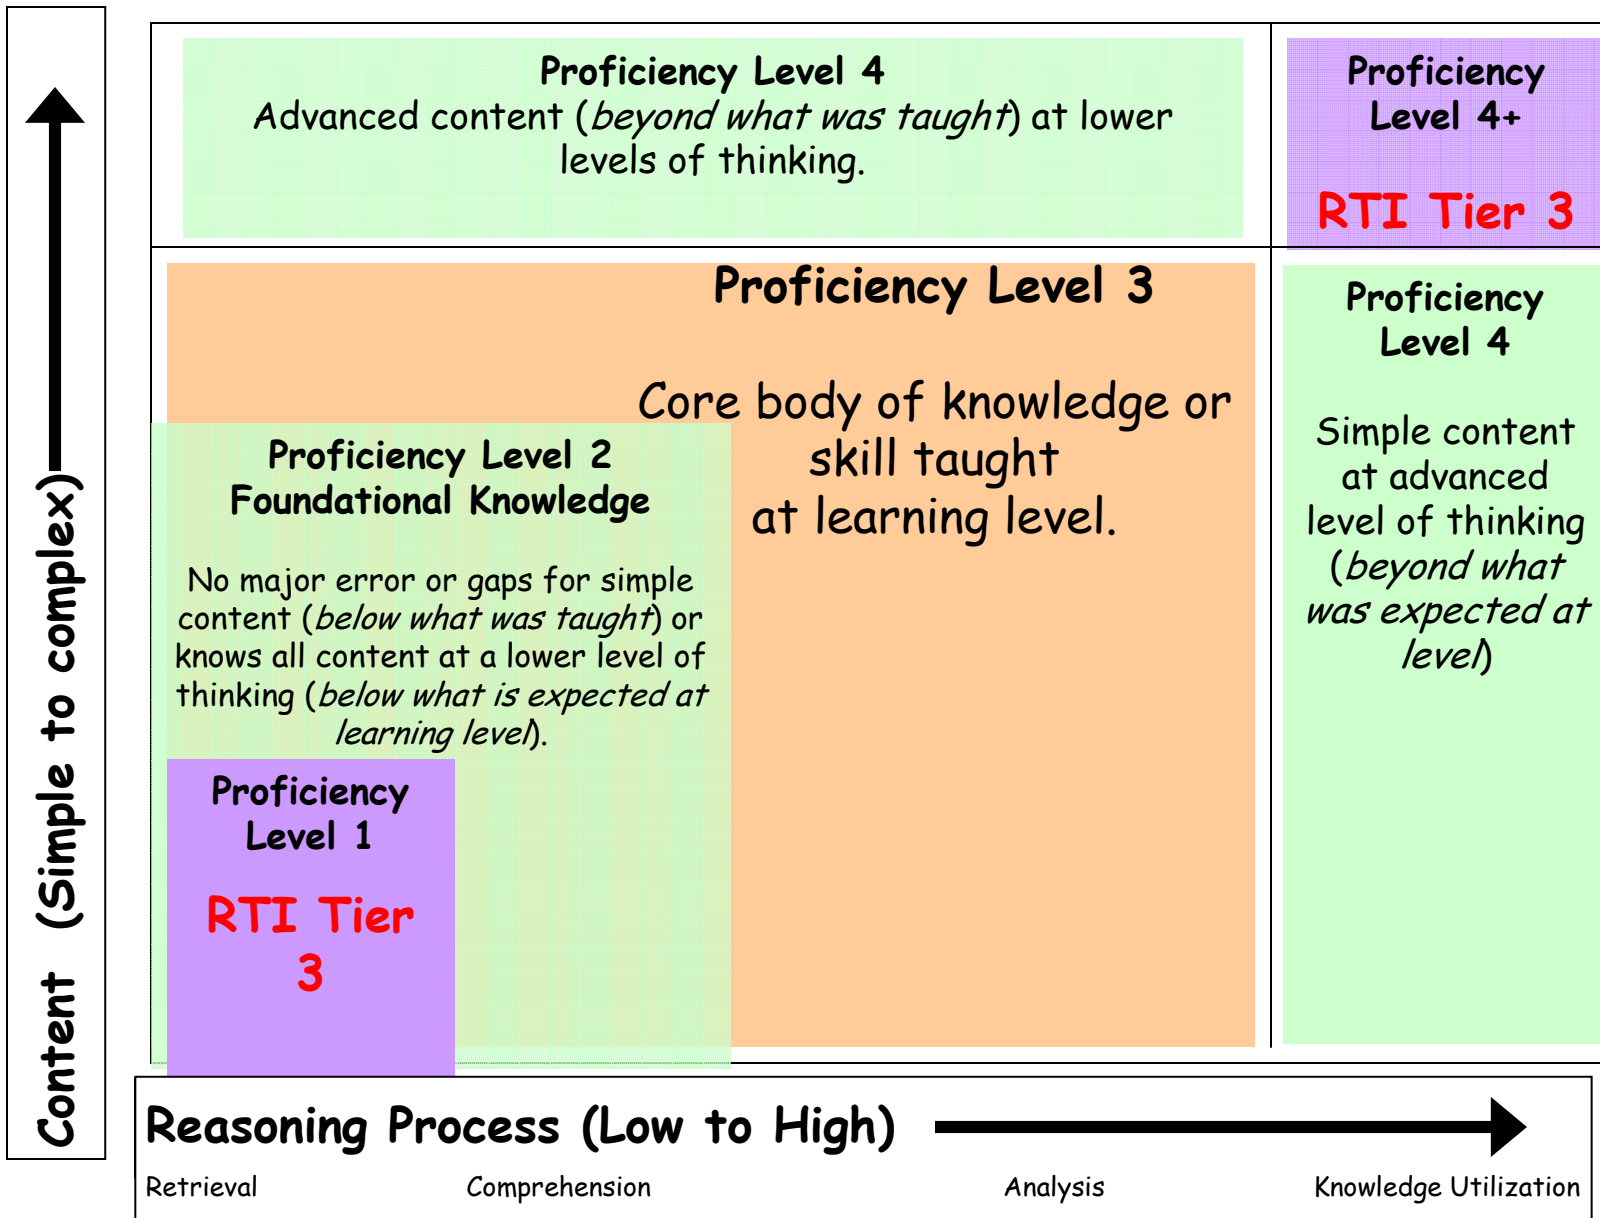 Content (Simple to complex)
Proficiency Level 4
Advanced content (beyond what was taught) at lower
levels of thinking.
Proficiency
Level 4+
RTI Tier 3
Proficiency Level 3
Core body of knowledge or
skill taught
at learning level.
Proficiency
Level 4
Simple content
at advanced
level of thinking
(beyond what
was expected at
level)
Proficiency Level 2
Foundational Knowledge
No major error or gaps for simple
content (below what was taught) or
knows all content at a lower level of
thinking (below what is expected at
learning level).
Proficiency
Level 1
RTI Tier
3
Reasoning Process (Low to High)
Retrieval Comprehension Analysis Knowledge Utilization